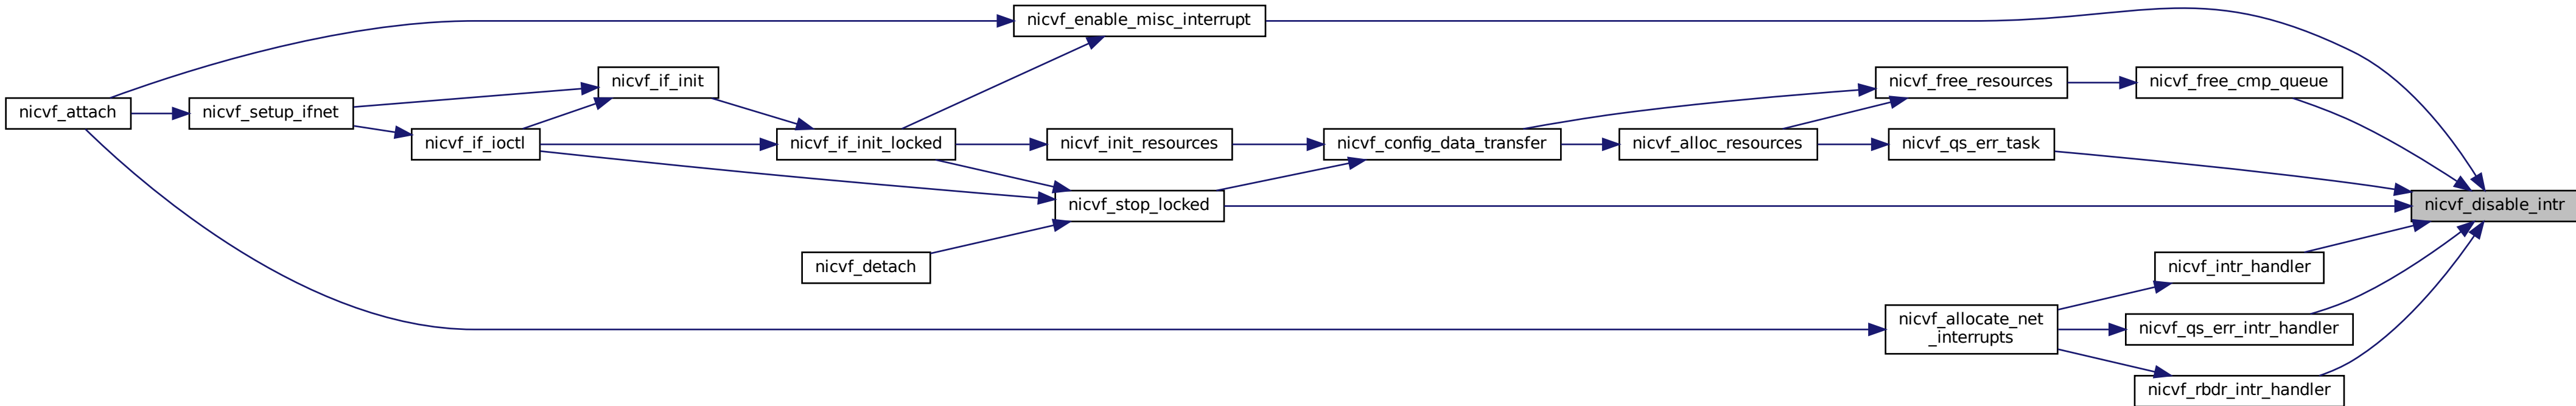 nicvf_enable_misc_interrupt
nicvf_if_init
nicvf_free_resources
nicvf_free_cmp_queue
nicvf_attach
nicvf_setup_ifnet
nicvf_if_ioctl
nicvf_if_init_locked
nicvf_init_resources
nicvf_config_data_transfer
nicvf_alloc_resources
nicvf_qs_err_task
nicvf_stop_locked
nicvf_disable_intr
nicvf_detach
nicvf_intr_handler
nicvf_allocate_net
_interrupts
nicvf_qs_err_intr_handler
nicvf_rbdr_intr_handler